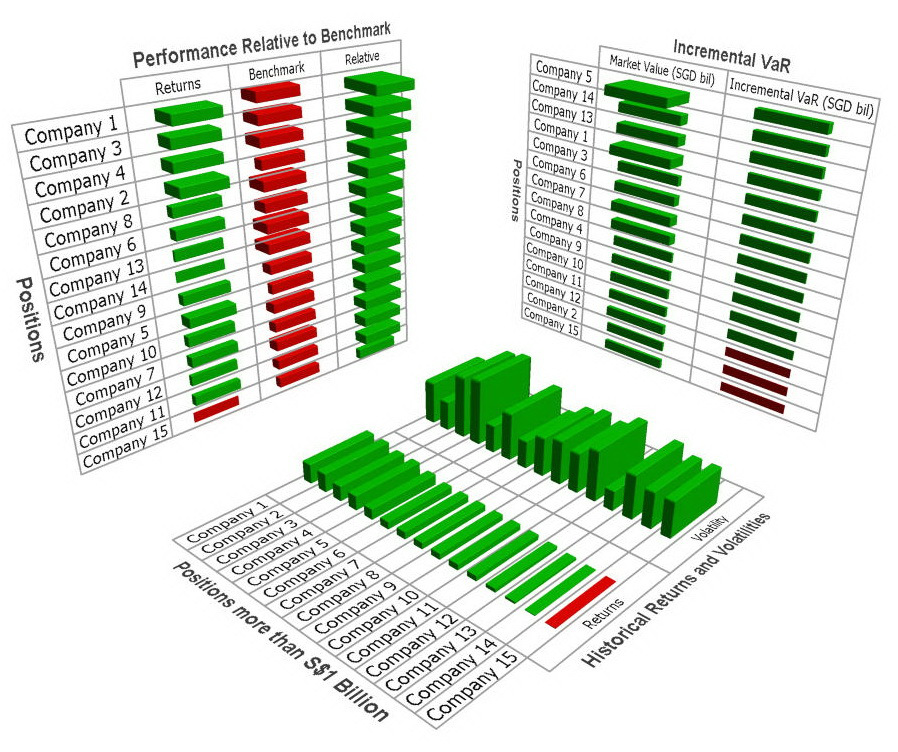 Performance Relative to Benchmark
Returns
Benchmark
Relative
Company 1
Company 3
Company 4
Company 2
Company 8
Company 6
Company 13
Company 14
Company 9
Company 5
Company 10
Company 7
Company 12
Company 11
Company 15
Positions
Incremental VaR
Market Value (SGD bil)
Incremental VaR (SGD bil)
Company 5
Company 14
Company 13
Company 1
Company 3
Company 6
Company 7
Company 8
Company 4
Company 9
Company 10
Company 11
Company 12
Company 2
Company 15
Positions
Company 1
Company 2
Company 3
Company 4
Company 5
Company 6
Company 7
Company 8
Company 9
Company 10
Company 11
Company 12
Company 13
Company 14
Company 15
Positions more than S$1 Billion
Returns
Volatility
Historical Returns and Volatilities